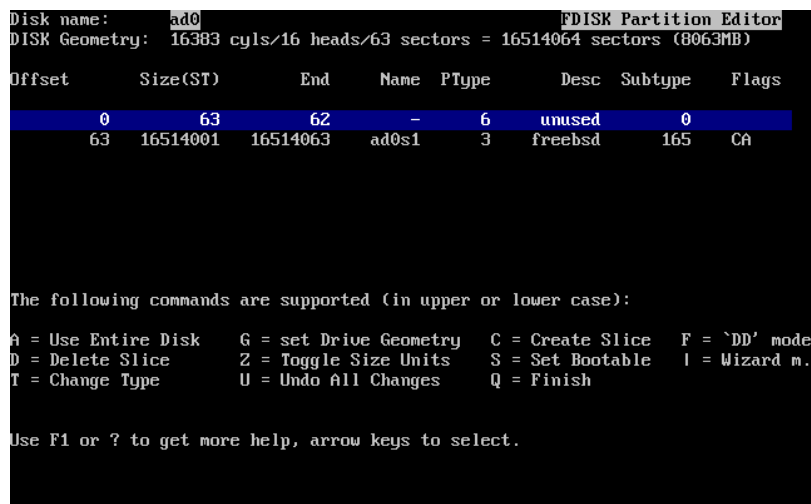 Disk name: ad0 FDISK Partition Editor
DISK Geometry: 16383 cyls/16 heads/63 sectors = 16514064 sectors (8063MB)
Offset Size(ST) End Name PType Desc Subtype Flags
0 63 62 - 6 unused 0
63 16514001 16514063 ad0s1 3 freebsd 165 CA
The following commands are supported (in upper or lower case):
A = Use Entire Disk G = set Drive Geometry C = Create Slice F = `DD' mode
D = Delete Slice Z = Toggle Size Units S = Set Bootable | = Wizard m.
T = Change Type U = Undo All Changes Q = Finish
Use F1 or ? to get more help, arrow keys to select.